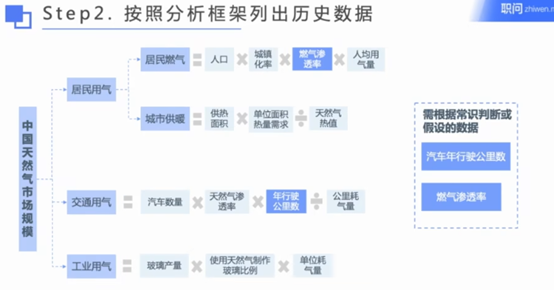 Step2. 按照分析框架列出历史数据
职问 zhiwen.n
中国天然气市场规模
居民用气
居民燃气 = 人口 × 城镇化率 × 燃气渗透率 × 人均用气量
城市供暖 = 供热面积 × 单位面积热量需求 ÷ 天然气热值
交通用气 = 汽车数量 × 天然气渗透率 × 年行驶公里数 ÷ 公里耗气量
工业用气 = 玻璃产量 × 使用天然气制作玻璃比例 × 单位耗气量
需根据常识判断或
假设的数据
汽车年行驶公里数
燃气渗透率